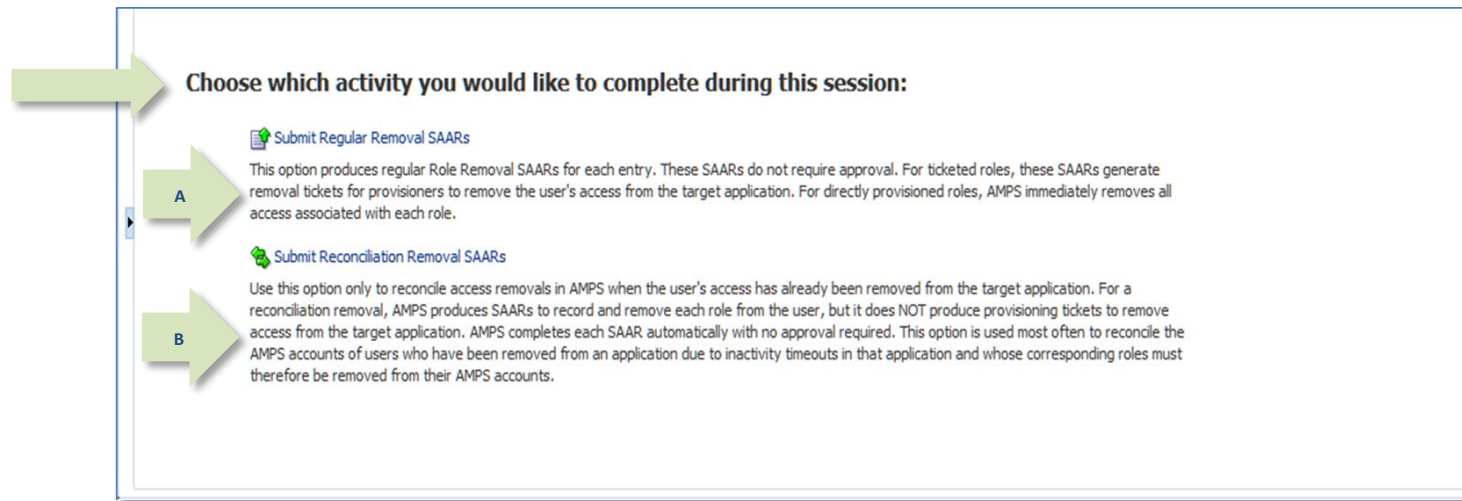 Choose which activity you would like to complete during this session:
Submit Regular Removal SAARs
This option produces regular Role Removal SAARs for each entry. These SAARs do not require approval. For ticketed roles, these SAARs generate
A
removal tickets for provisioners to remove the user's access from the target application. For directly provisioned roles, AMPS immediately removes all
access associated with each role.
Submit Reconciliation Removal SAARs
Use this option only to reconcile access removals in AMPS when the user's access has already been removed from the target application. For a
reconciliation removal, AMPS produces SAARs to record and remove each role from the user, but it does NOT produce provisioning tickets to remove
B
access from the target application. AMPS completes each SAAR automatically with no approval required. This option is used most often to reconcile the
AMPS accounts of users who have been removed from an application due to inactivity timeouts in that application and whose corresponding roles must
therefore be removed from their AMPS accounts.